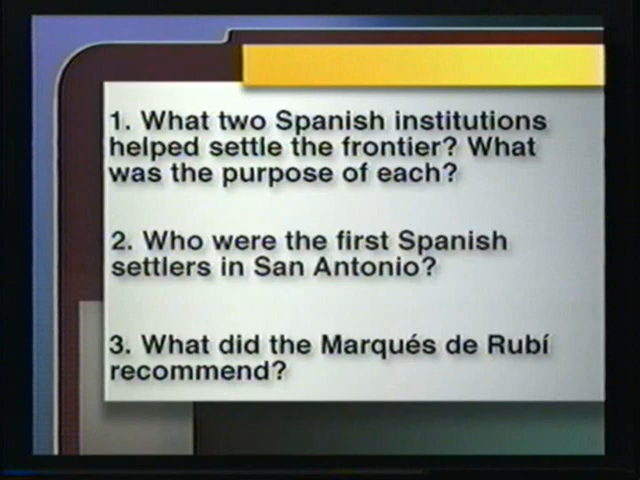 1. What two Spanish institutions
helped settle the frontier? What
was the purpose of each?
2. Who were the first Spanish
settlers in San Antonio?
3. What did the Marqués de Rubí
recommend?